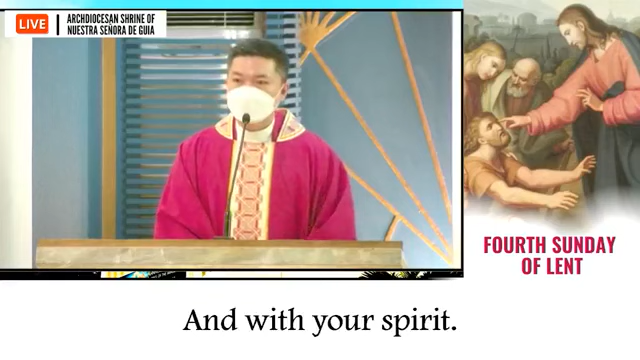 LIVE
ARCHDIOCESAN SHRINE OF
NUESTRA SEÑORA DE GUIA
FOURTH SUNDAY
OF LENT
And with your spirit.